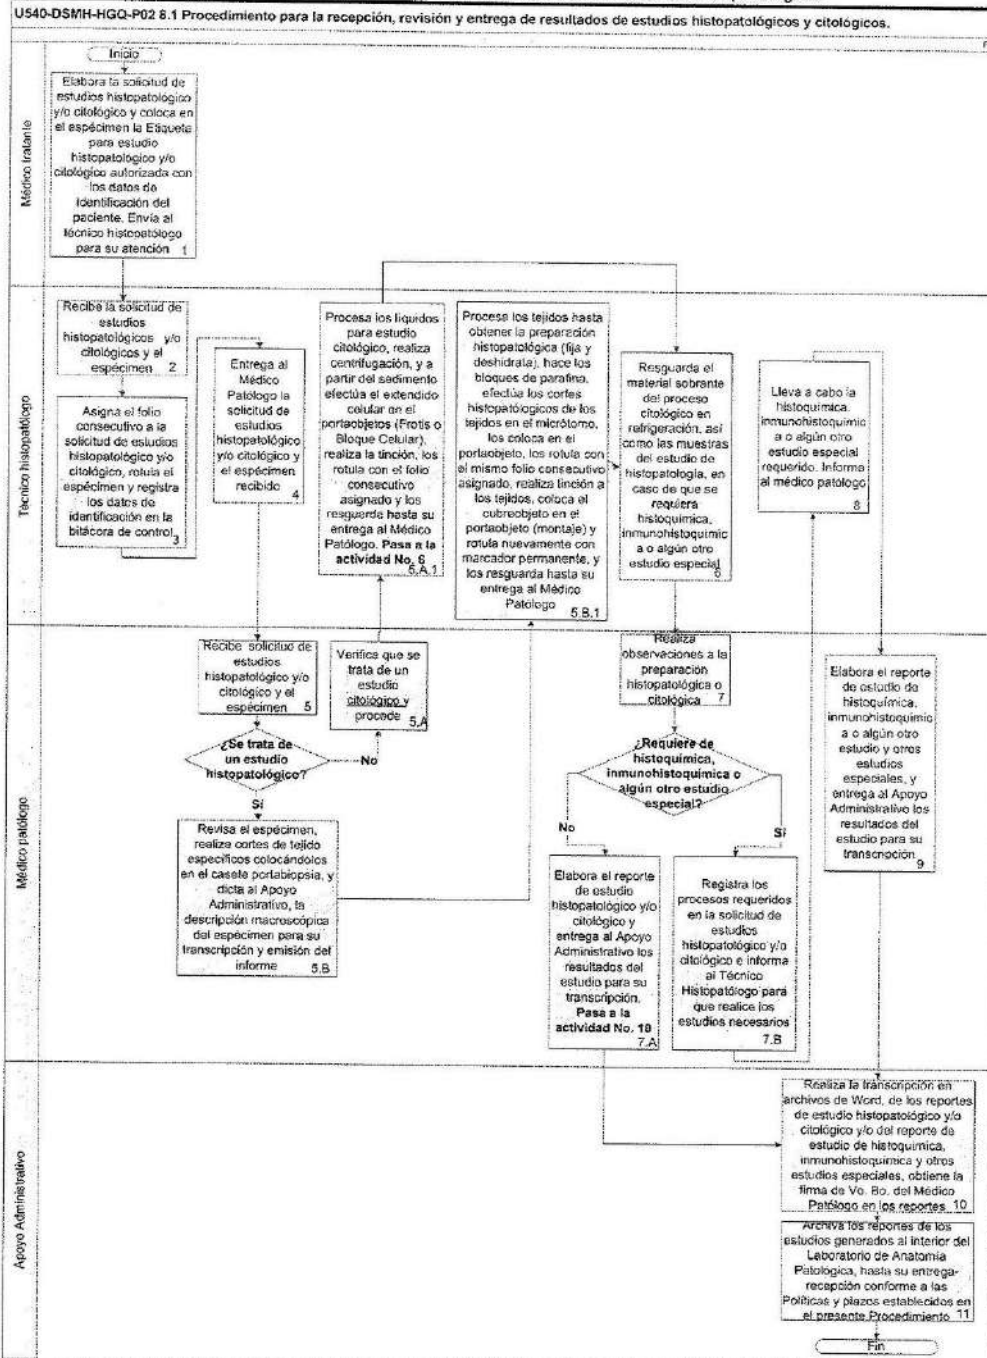 U540-DSMH-HGQ-P02 8.1 Procedimiento para la recepción, revisión y entrega de resultados de estudios histopatológicos y citológicos.
Médico tratante
Inicio
Elabora la solicitud de
estudios histopatológico
y/o citológico y coloca en
el espécimen la Etiqueta
para estudio
histopatológico y/o
citológico autorizada con
los datos de
identificación del
paciente. Envía al
técnico histopatólogo
para su atención 1
Técnico histopatólogo
Recibe la solicitud de
estudios
histopatológicos y/o
citológicos y el
espécimen 2
Asigna el folio
consecutivo a la
solicitud de estudios
histopatológico y/o
citológico, rotula el
espécimen y registra
los datos de
identificación en la
bitácora de control 3
Entrega al
Médico
Patólogo la
solicitud de
estudios
histopatológico
y/o citológico y
el espécimen
recibido
4
Procesa los líquidos
para estudio
citológico, realiza
centrifugación, y a
partir del sedimento
efectúa el extendido
celular en el
portaobjetos (Frotis o
Bloque Celular),
realiza la tinción, los
rotula con el folio
consecutivo
asignado y los
resguarda hasta su
entrega al Médico
Patólogo. Pasa a la
actividad No. 6
5.A.1
Procesa los tejidos hasta
obtener la preparación
histopatológica (fija y
deshidrata), hace los
bloques de parafina,
efectúa los cortes
histopatólogicos de los
tejidos en el micrótomo,
los coloca en el
portaobjeto, los rotula con
el mismo folio consecutivo
asignado, realiza tinción a
los tejidos, coloca el
cubreobjeto en el
portaobjeto (montaje) y
rotula nuevamente con
marcador permanente, y
los resguarda hasta su
entrega al Médico
Patólogo
5.B.1
Resguarda el
material sobrante
del proceso
citológico en
refrigeración, así
como las muestras
del estudio de
histopatología, en
caso de que se
requiera
histoquímica,
inmunohistoquímic
a o algún otro
estudio especial
6
Lleva a cabo la
histoquímica,
inmunohistoquímic
a o algún otro
estudio especial
requerido. Informa
al médico patólogo
8
Médico patólogo
Recibe solicitud de
estudios
histopatológico y/o
citológico y el
espécimen 5
¿Se trata de
un estudio
histopatológico?
No
Sí
Verifica que se
trata de un
estudio
citológico y
procede
5.A
Revisa el espécimen,
realiza cortes de tejido
específicos colocándolos
en el casete portabiopsia, y
dicta al Apoyo
Administrativo, la
descripción macroscópica
del espécimen para su
transcripción y emisión del
informe 5.B
Realiza
observaciones a la
preparación
histopatológica o
citológica 7
¿Requiere de
histoquímica,
inmunohistoquímica o
algún otro estudio
especial?
No
Sí
Elabora el reporte
de estudio
histopatológico y/o
citológico y
entrega al Apoyo
Administrativo los
resultados del
estudio para su
transcripción.
Pasa a la
actividad No. 10
7.A
Registra los
procesos requeridos
en la solicitud de
estudios
histopatológico y/o
citológico e informa
al Técnico
Histopatólogo para
que realice los
estudios necesarios
7.B
Elabora el reporte
de estudio de
histoquímica,
inmunohistoquímic
a o algún otro
estudio y otros
estudios
especiales, y
entrega al Apoyo
Administrativo los
resultados del
estudio para su
transcripción
9
Apoyo Administrativo
Realiza la transcripción en
archivos de Word, de los reportes
de estudio histopatológico y/o
citológico y/o del reporte de
estudio de histoquímica,
inmunohistoquímica y otros
estudios especiales, obtiene la
firma de Vo. Bo. del Médico
Patólogo en los reportes 10
Archiva los reportes de los
estudios generados al interior del
Laboratorio de Anatomía
Patológica, hasta su entrega-
recepción conforme a las
Políticas y plazos establecidos en
el presente Procedimiento 11
Fin